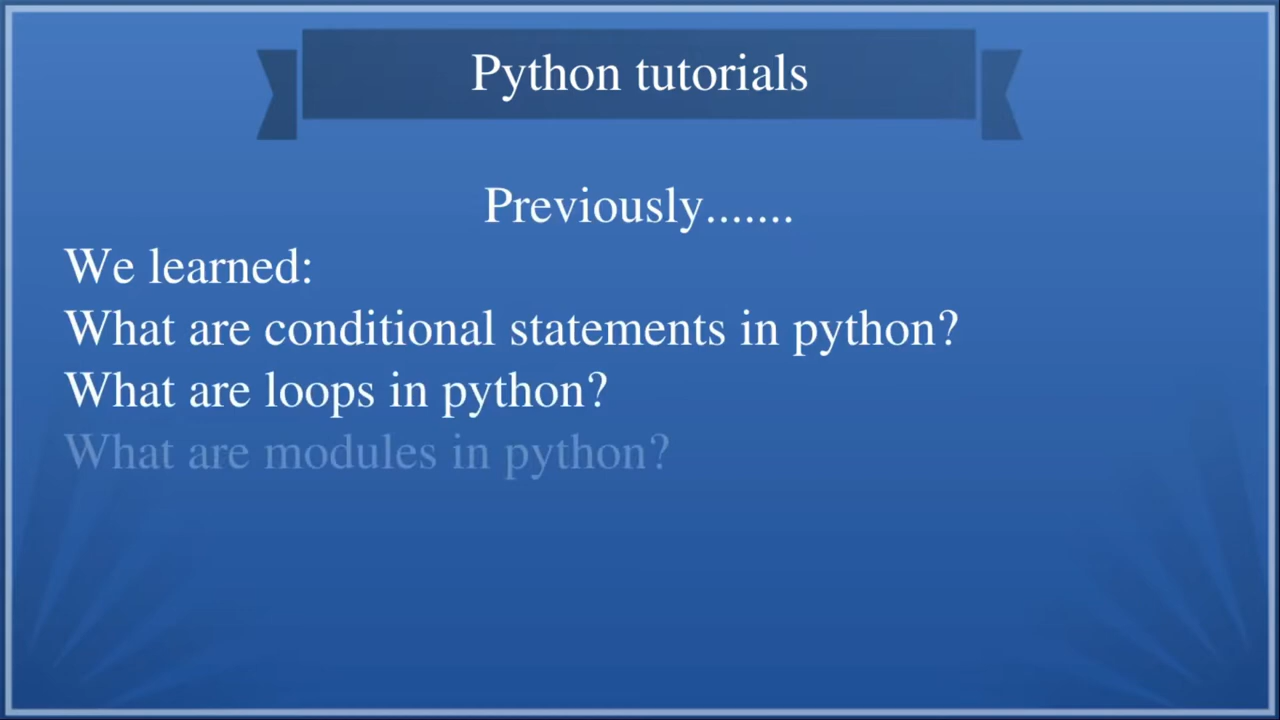 Python tutorials
Previously.......
We learned:
What are conditional statements in python?
What are loops in python?
What are modules in python?